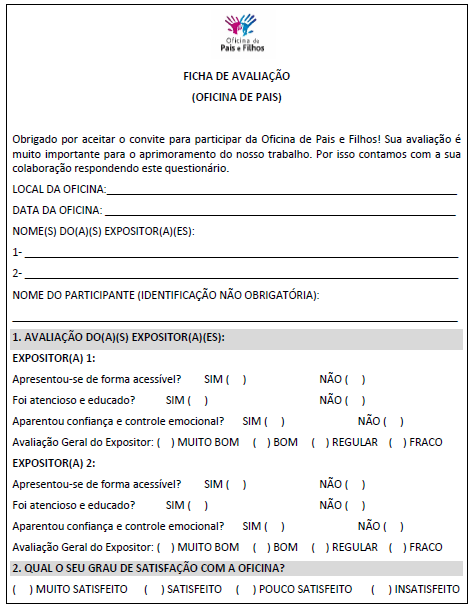 Oficina de
Pais e Filhos
FICHA DE AVALIAÇÃO
(OFICINA DE PAIS)
Obrigado por aceitar o convite para participar da Oficina de Pais e Filhos! Sua avaliação é
muito importante para o aprimoramento do nosso trabalho. Por isso contamos com a sua
colaboração respondendo este questionário.
LOCAL DA OFICINA:
DATA DA OFICINA:
NOME(S) DO(A)(S) EXPOSITOR(A)(ES):
1-
2-
NOME DO PARTICIPANTE (IDENTIFICAÇÃO NÃO OBRIGATÓRIA):
1. AVALIAÇÃO DO(A)(S) EXPOSITOR(A)(ES):
EXPOSITOR(A) 1:
Apresentou-se de forma acessível? SIM ( ) NÃO ( )
Foi atencioso e educado? SIM ( ) NÃO ( )
Aparentou confiança e controle emocional? SIM ( ) NÃO ( )
Avaliação Geral do Expositor: ( ) MUITO BOM ( ) BOM ( ) REGULAR ( ) FRACO
EXPOSITOR(A) 2:
Apresentou-se de forma acessível? SIM ( ) NÃO ( )
Foi atencioso e educado? SIM ( ) NÃO ( )
Aparentou confiança e controle emocional? SIM ( ) NÃO ( )
Avaliação Geral do Expositor: ( ) MUITO BOM ( ) BOM ( ) REGULAR ( ) FRACO
2. QUAL O SEU GRAU DE SATISFAÇÃO COM A OFICINA?
( ) MUITO SATISFEITO ( ) SATISFEITO ( ) POUCO SATISFEITO ( ) INSATISFEITO